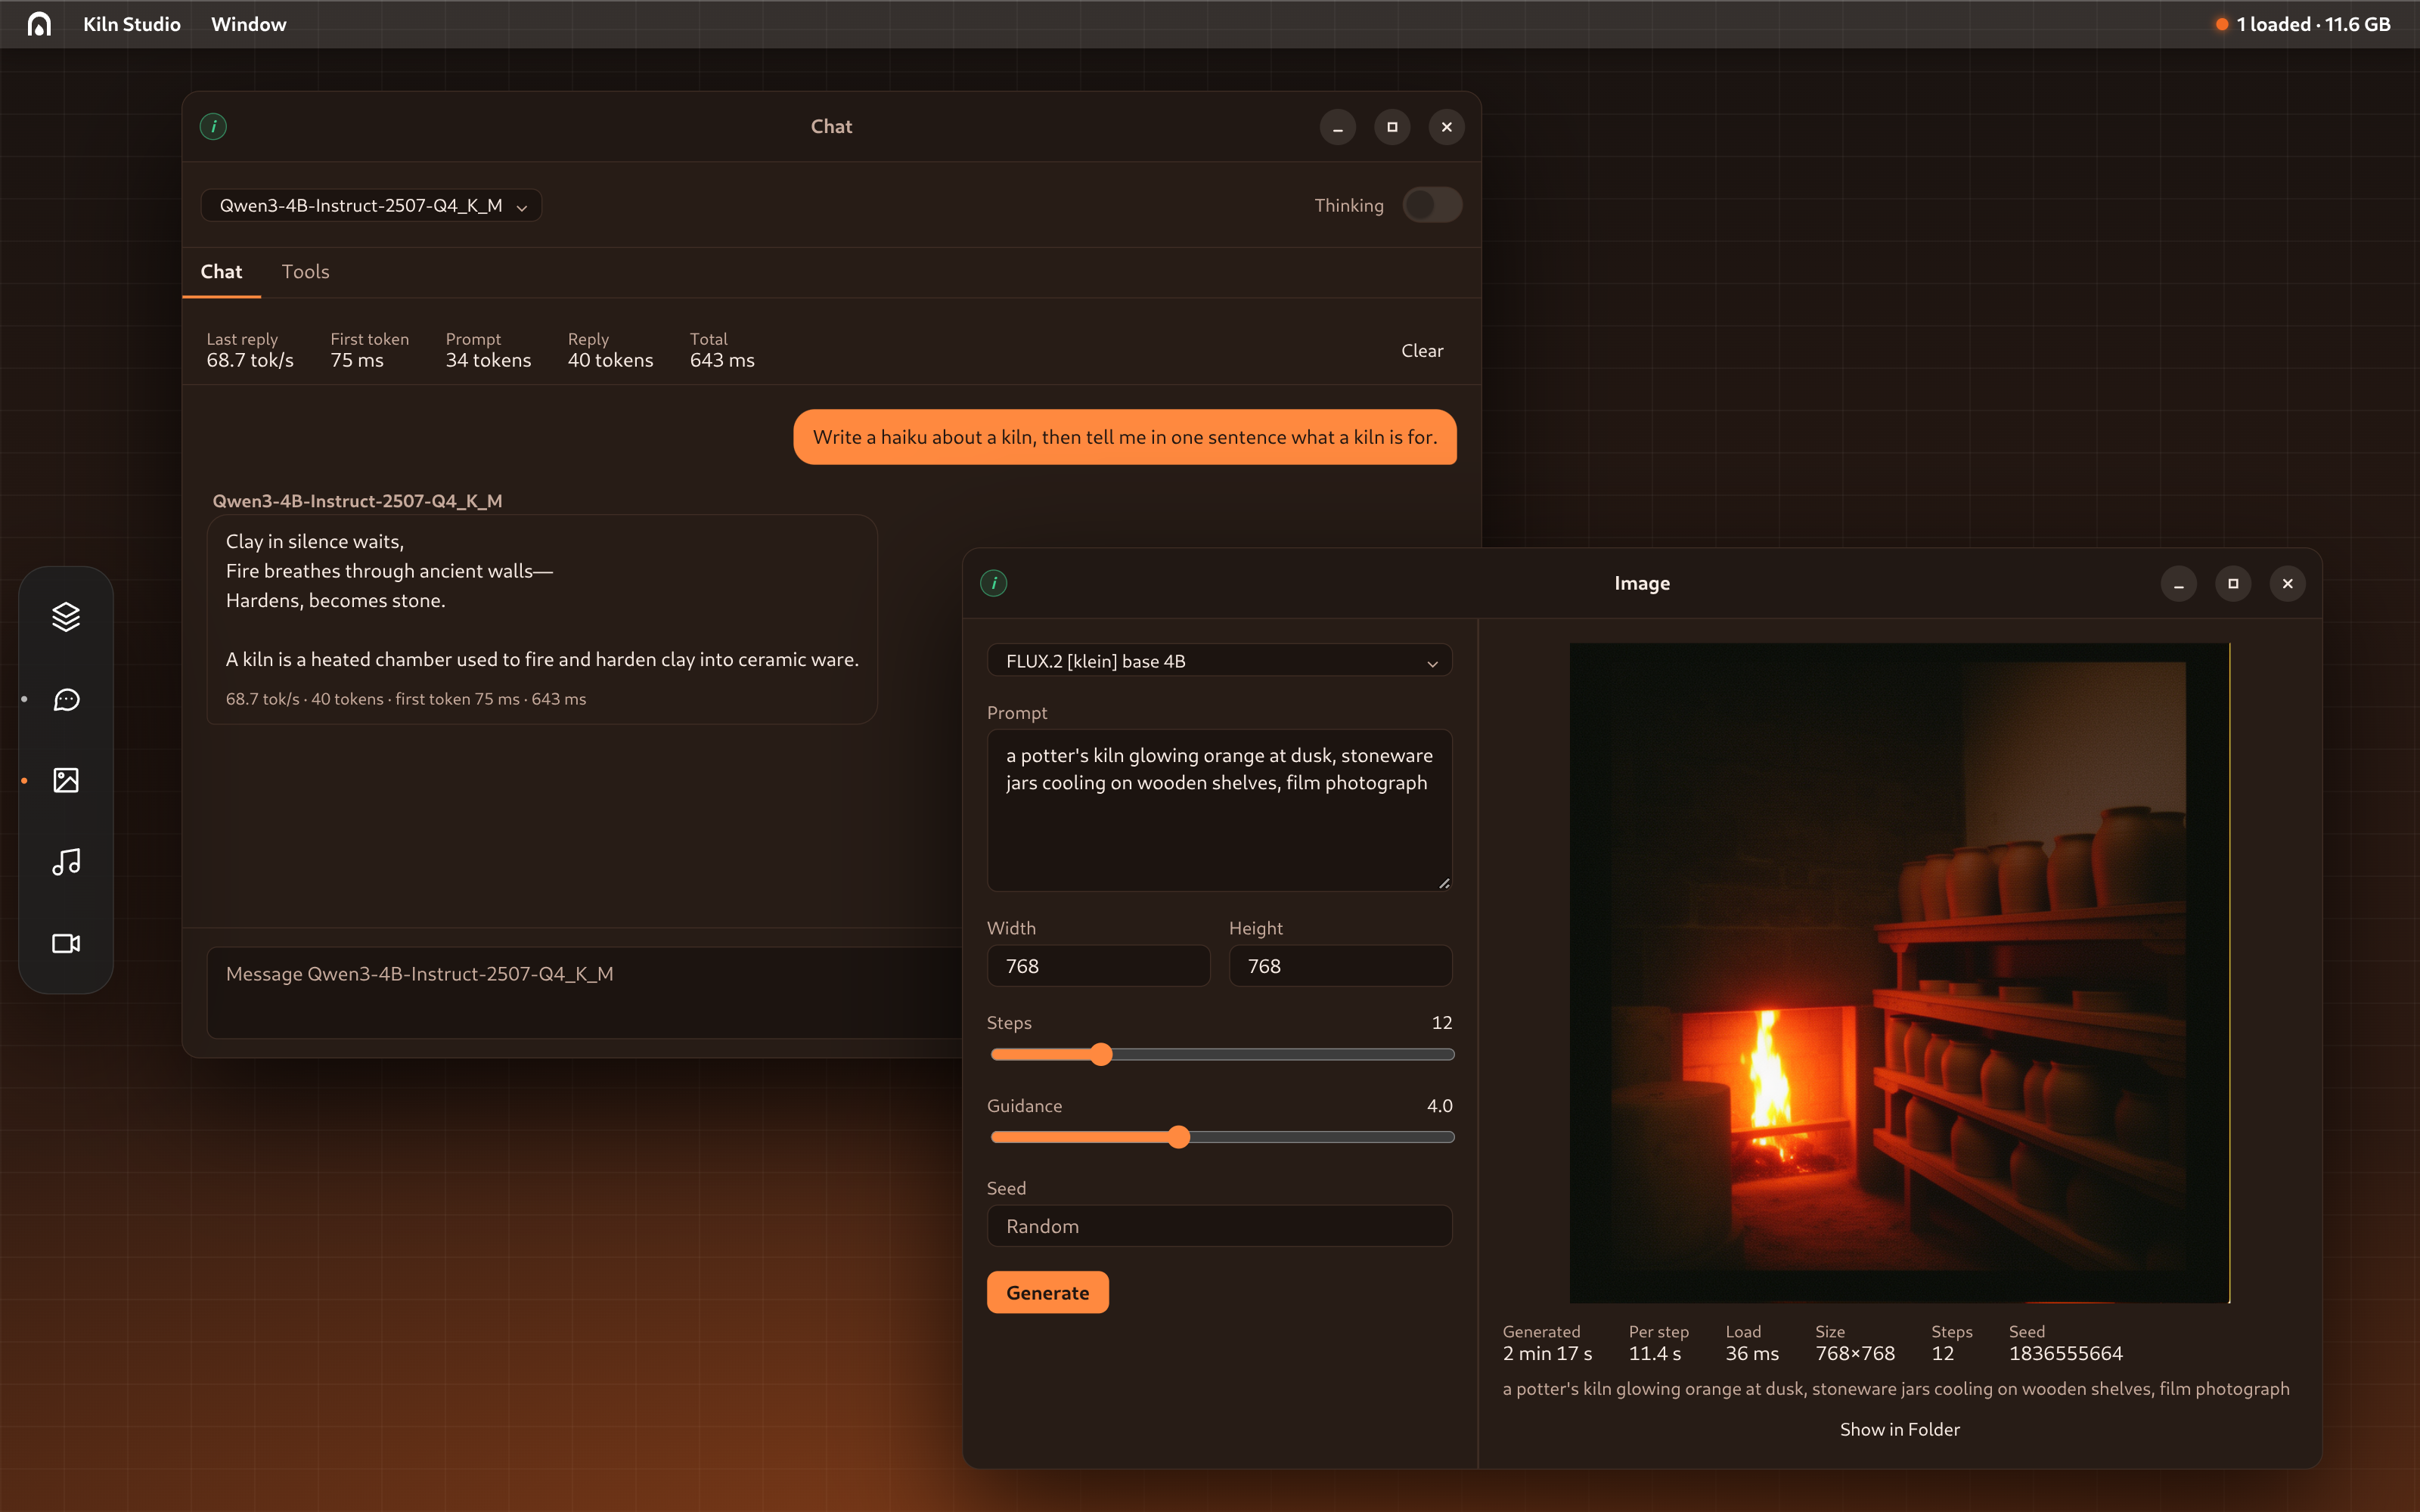 Kiln Studio Window
1 loaded · 11.6 GB
Chat
Qwen3-4B-Instruct-2507-Q4_K_M
Thinking
Chat Tools
Last reply First token Prompt Reply Total
68.7 tok/s 75 ms 34 tokens 40 tokens 643 ms
Clear
Write a haiku about a kiln, then tell me in one sentence what a kiln is for.
Qwen3-4B-Instruct-2507-Q4_K_M
Clay in silence waits,
Fire breathes through ancient walls—
Hardens, becomes stone.
A kiln is a heated chamber used to fire and harden clay into ceramic ware.
68.7 tok/s · 40 tokens · first token 75 ms · 643 ms
Message Qwen3-4B-Instruct-2507-Q4_K_M
Image
FLUX.2 [klein] base 4B
Prompt
a potter's kiln glowing orange at dusk, stoneware
jars cooling on wooden shelves, film photograph
Width Height
768 768
Steps 12
Guidance 4.0
Seed
Random
Generate
Generated Per step Load Size Steps Seed
2 min 17 s 11.4 s 36 ms 768×768 12 1836555664
a potter's kiln glowing orange at dusk, stoneware jars cooling on wooden shelves, film photograph
Show in Folder